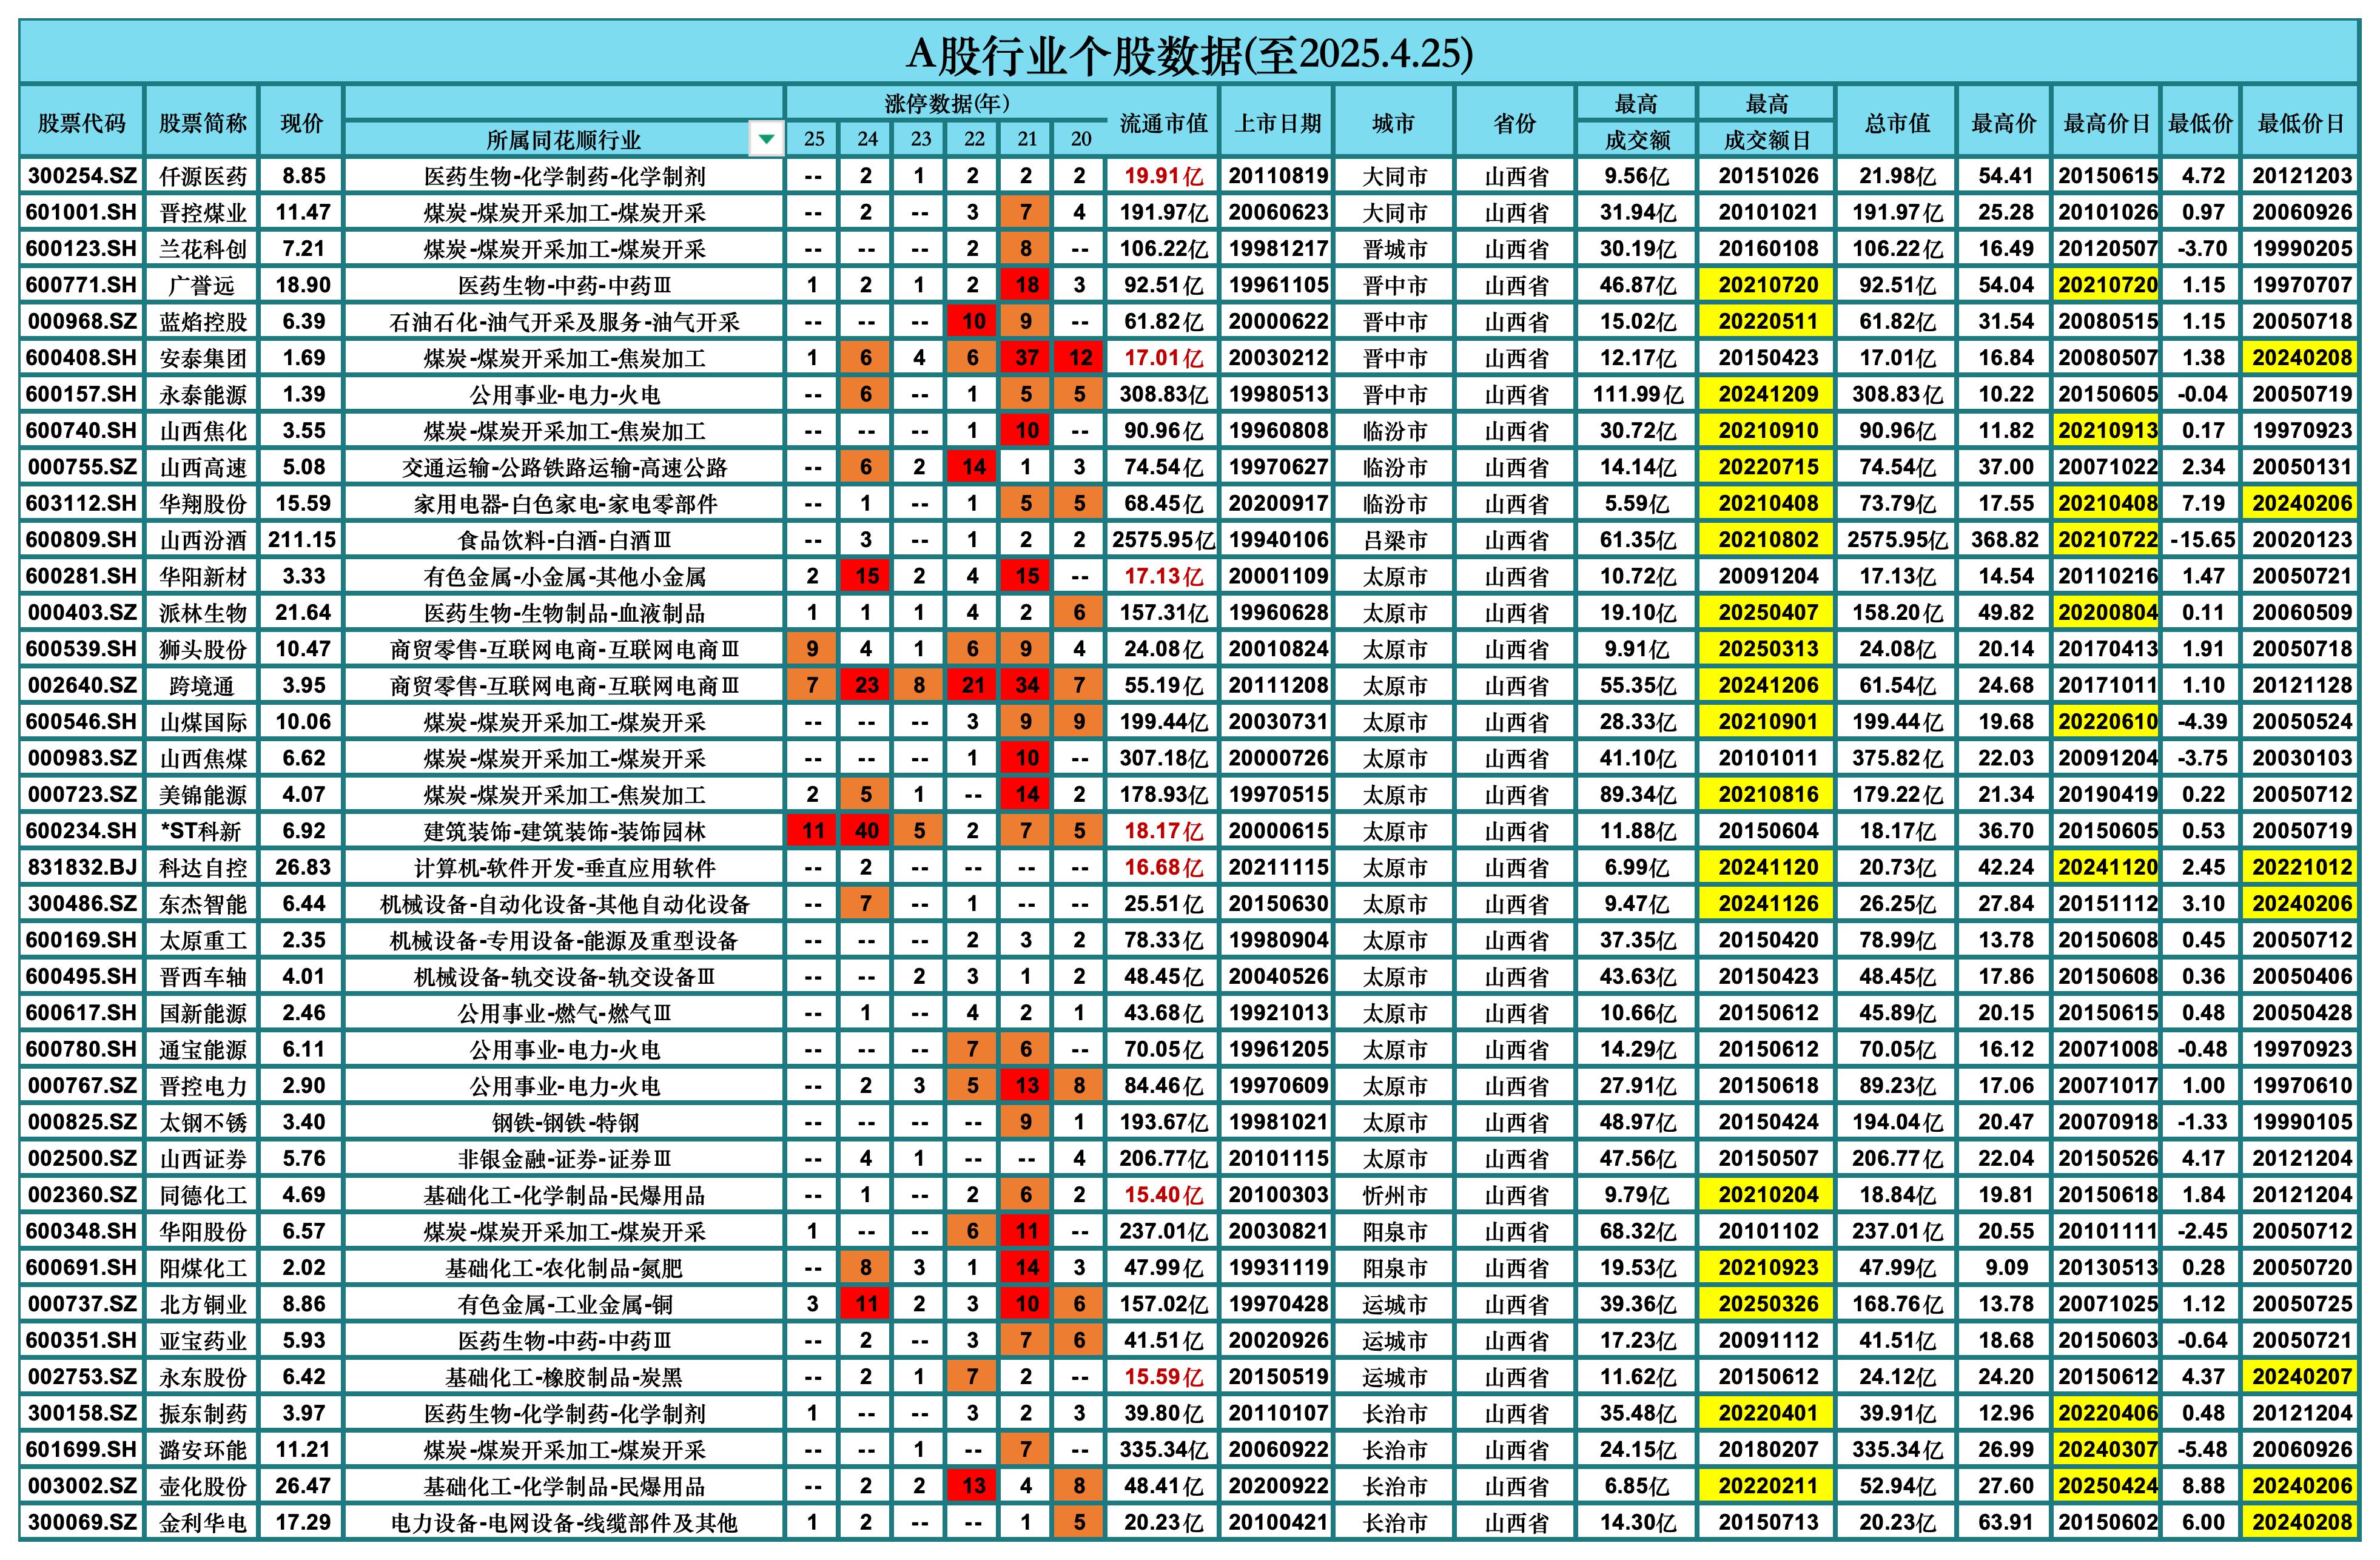 A股行业个股数据(至2025.4.25)
股票代码 股票简称 现价 所属同花顺行业 涨停数据(年) 25 24 23 22 21 20 流通市值 上市日期 城市 省份 最高成交额 最高成交额日 总市值 最高价 最高价日 最低价 最低价日
300254.SZ 仟源医药 8.85 医药生物-化学制药-化学制剂 -- 2 1 2 2 2 19.91亿 20110819 大同市 山西省 9.56亿 20151026 21.98亿 54.41 20150615 4.72 20121203
601001.SH 晋控煤业 11.47 煤炭-煤炭开采加工-煤炭开采 -- 2 -- 3 7 4 191.97亿 20060623 大同市 山西省 31.94亿 20101021 191.97亿 25.28 20101026 0.97 20060926
600123.SH 兰花科创 7.21 煤炭-煤炭开采加工-煤炭开采 -- -- -- 2 8 -- 106.22亿 19981217 晋城市 山西省 30.19亿 20160108 106.22亿 16.49 20120507 -3.70 19990205
600771.SH 广誉远 18.90 医药生物-中药-中药Ⅲ 1 2 1 2 18 3 92.51亿 19961105 晋中市 山西省 46.87亿 20210720 92.51亿 54.04 20210720 1.15 19970707
000968.SZ 蓝焰控股 6.39 石油石化-油气开采及服务-油气开采 -- -- -- 10 9 -- 61.82亿 20000622 晋中市 山西省 15.02亿 20220511 61.82亿 31.54 20080515 1.15 20050718
600408.SH 安泰集团 1.69 煤炭-煤炭开采加工-焦炭加工 1 6 4 6 37 12 17.01亿 20030212 晋中市 山西省 12.17亿 20150423 17.01亿 16.84 20080507 1.38 20240208
600157.SH 永泰能源 1.39 公用事业-电力-火电 -- 6 -- 1 5 5 308.83亿 19980513 晋中市 山西省 111.99亿 20241209 308.83亿 10.22 20150605 -0.04 20050719
600740.SH 山西焦化 3.55 煤炭-煤炭开采加工-焦炭加工 -- -- -- 1 10 -- 90.96亿 19960808 临汾市 山西省 30.72亿 20210910 90.96亿 11.82 20210913 0.17 19970923
000755.SZ 山西高速 5.08 交通运输-公路铁路运输-高速公路 -- 6 2 14 1 3 74.54亿 19970627 临汾市 山西省 14.14亿 20220715 74.54亿 37.00 20071022 2.34 20050131
603112.SH 华翔股份 15.59 家用电器-白色家电-家电零部件 -- 1 -- 1 5 5 68.45亿 20200917 临汾市 山西省 5.59亿 20210408 73.79亿 17.55 20210408 7.19 20240206
600809.SH 山西汾酒 211.15 食品饮料-白酒-白酒Ⅲ -- 3 -- 1 2 2 2575.95亿 19940106 吕梁市 山西省 61.35亿 20210802 2575.95亿 368.82 20210722 -15.65 20020123
600281.SH 华阳新材 3.33 有色金属-小金属-其他小金属 2 15 2 4 15 -- 17.13亿 20001109 太原市 山西省 10.72亿 20091204 17.13亿 14.54 20110216 1.47 20050721
000403.SZ 派林生物 21.64 医药生物-生物制品-血液制品 1 1 1 4 2 6 157.31亿 19960628 太原市 山西省 19.10亿 20250407 158.20亿 49.82 20200804 0.11 20060509
600539.SH 狮头股份 10.47 商贸零售-互联网电商-互联网电商Ⅲ 9 4 1 6 9 4 24.08亿 20010824 太原市 山西省 9.91亿 20250313 24.08亿 20.14 20170413 1.91 20050718
002640.SZ 跨境通 3.95 商贸零售-互联网电商-互联网电商Ⅲ 7 23 8 21 34 7 55.19亿 20111208 太原市 山西省 55.35亿 20241206 61.54亿 24.68 20171011 1.10 20121128
600546.SH 山煤国际 10.06 煤炭-煤炭开采加工-煤炭开采 -- -- -- 3 9 9 199.44亿 20030731 太原市 山西省 28.33亿 20210901 199.44亿 19.68 20220610 -4.39 20050524
000983.SZ 山西焦煤 6.62 煤炭-煤炭开采加工-煤炭开采 -- -- -- 1 10 -- 307.18亿 20000726 太原市 山西省 41.10亿 20101011 375.82亿 22.03 20091204 -3.75 20030103
000723.SZ 美锦能源 4.07 煤炭-煤炭开采加工-焦炭加工 2 5 1 -- 14 2 178.93亿 19970515 太原市 山西省 89.34亿 20210816 179.22亿 21.34 20190419 0.22 20050712
600234.SH *ST科新 6.92 建筑装饰-建筑装饰-装饰园林 11 40 5 2 7 5 18.17亿 20000615 太原市 山西省 11.88亿 20150604 18.17亿 36.70 20150605 0.53 20050719
831832.BJ 科达自控 26.83 计算机-软件开发-垂直应用软件 -- 2 -- -- -- -- 16.68亿 20211115 太原市 山西省 6.99亿 20241120 20.73亿 42.24 20241120 2.45 20221012
300486.SZ 东杰智能 6.44 机械设备-自动化设备-其他自动化设备 -- 7 -- 1 -- -- 25.51亿 20150630 太原市 山西省 9.47亿 20241126 26.25亿 27.84 20151112 3.10 20240206
600169.SH 太原重工 2.35 机械设备-专用设备-能源及重型设备 -- -- -- 2 3 2 78.33亿 19980904 太原市 山西省 37.35亿 20150420 78.99亿 13.78 20150608 0.45 20050712
600495.SH 晋西车轴 4.01 机械设备-轨交设备-轨交设备Ⅲ -- -- 2 3 1 2 48.45亿 20040526 太原市 山西省 43.63亿 20150423 48.45亿 17.86 20150608 0.36 20050406
600617.SH 国新能源 2.46 公用事业-燃气-燃气Ⅲ -- 1 -- 4 2 1 43.68亿 19921013 太原市 山西省 10.66亿 20150612 45.89亿 20.15 20150615 0.48 20050428
600780.SH 通宝能源 6.11 公用事业-电力-火电 -- -- -- 7 6 -- 70.05亿 19961205 太原市 山西省 14.29亿 20150612 70.05亿 16.12 20071008 -0.48 19970923
000767.SZ 晋控电力 2.90 公用事业-电力-火电 -- 2 3 5 13 8 84.46亿 19970609 太原市 山西省 27.91亿 20150618 89.23亿 17.06 20071017 1.00 19970610
000825.SZ 太钢不锈 3.40 钢铁-钢铁-特钢 -- -- -- -- 9 1 193.67亿 19981021 太原市 山西省 48.97亿 20150424 194.04亿 20.47 20070918 -1.33 19990105
002500.SZ 山西证券 5.76 非银金融-证券-证券Ⅲ -- 4 1 -- -- 4 206.77亿 20101115 太原市 山西省 47.56亿 20150507 206.77亿 22.04 20150526 4.17 20121204
002360.SZ 同德化工 4.69 基础化工-化学制品-民爆用品 -- 1 -- 2 6 2 15.40亿 20100303 忻州市 山西省 9.79亿 20210204 18.84亿 19.81 20150618 1.84 20121204
600348.SH 华阳股份 6.57 煤炭-煤炭开采加工-煤炭开采 1 -- -- 6 11 -- 237.01亿 20030821 阳泉市 山西省 68.32亿 20101102 237.01亿 20.55 20101111 -2.45 20050712
600691.SH 阳煤化工 2.02 基础化工-农化制品-氮肥 -- 8 3 1 14 3 47.99亿 19931119 阳泉市 山西省 19.53亿 20210923 47.99亿 9.09 20130513 0.28 20050720
000737.SZ 北方铜业 8.86 有色金属-工业金属-铜 3 11 2 3 10 6 157.02亿 19970428 运城市 山西省 39.36亿 20250326 168.76亿 13.78 20071025 1.12 20050725
600351.SH 亚宝药业 5.93 医药生物-中药-中药Ⅲ -- 2 -- 3 7 6 41.51亿 20020926 运城市 山西省 17.23亿 20091112 41.51亿 18.68 20150603 -0.64 20050721
002753.SZ 永东股份 6.42 基础化工-橡胶制品-炭黑 -- 2 1 7 2 -- 15.59亿 20150519 运城市 山西省 11.62亿 20150612 24.12亿 24.20 20150612 4.37 20240207
300158.SZ 振东制药 3.97 医药生物-化学制药-化学制剂 1 -- -- 3 2 3 39.80亿 20110107 长治市 山西省 35.48亿 20220401 39.91亿 12.96 20220406 0.48 20121204
601699.SH 潞安环能 11.21 煤炭-煤炭开采加工-煤炭开采 -- -- 1 -- 7 -- 335.34亿 20060922 长治市 山西省 24.15亿 20180207 335.34亿 26.99 20240307 -5.48 20060926
003002.SZ 壶化股份 26.47 基础化工-化学制品-民爆用品 -- 2 2 13 4 8 48.41亿 20200922 长治市 山西省 6.85亿 20220211 52.94亿 27.60 20250424 8.88 20240206
300069.SZ 金利华电 17.29 电力设备-电网设备-线缆部件及其他 1 2 -- -- 1 5 20.23亿 20100421 长治市 山西省 14.30亿 20150713 20.23亿 63.91 20150602 6.00 20240208